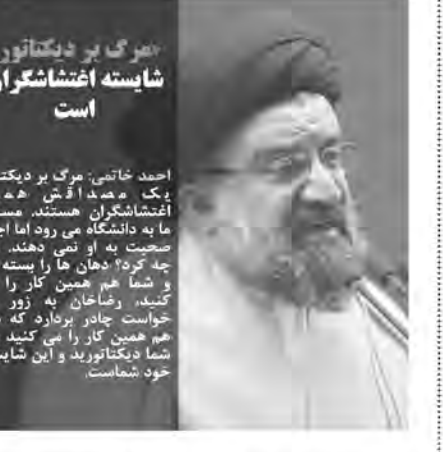 «مرگ بر دیکتاتور
شایسته اغتشاشگران
است
احمد خاتمی: مرگ بر
یک مصداقش
اغتشاشگران هستند.
ما به دانشگاه می رود اما
صحبت به او نمی دهند.
چه کرد؟ دهان ها را بسته
و شما هم همین کار را
کنید، رضاخان به زور
خواست چادر بردارد که
هم همین کار را می کنید
شما دیکتاتورید و این
خود شماست.